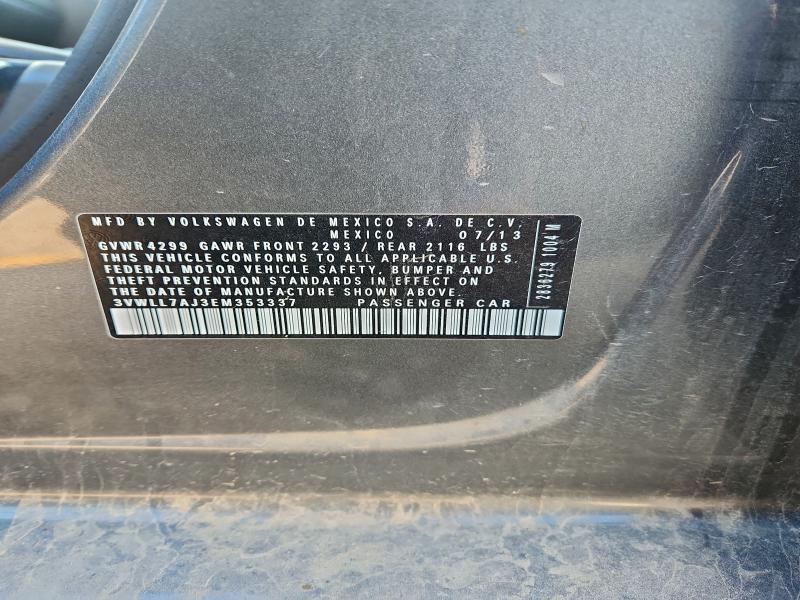 MFD BY VOLKSWAGEN DE MEXICO S.A. DE C.V.
MEXICO 07/13
GVWR 4299 GAWR FRONT 2293 / REAR 2116 LBS
THIS VEHICLE CONFORMS TO ALL APPLICABLE U.S.
FEDERAL MOTOR VEHICLE SAFETY, BUMPER AND
THEFT PREVENTION STANDARDS IN EFFECT ON
THE DATE OF MANUFACTURE SHOWN ABOVE.
3VWLL7AJ3EM353337 PASSENGER CAR
2836279 1004 M